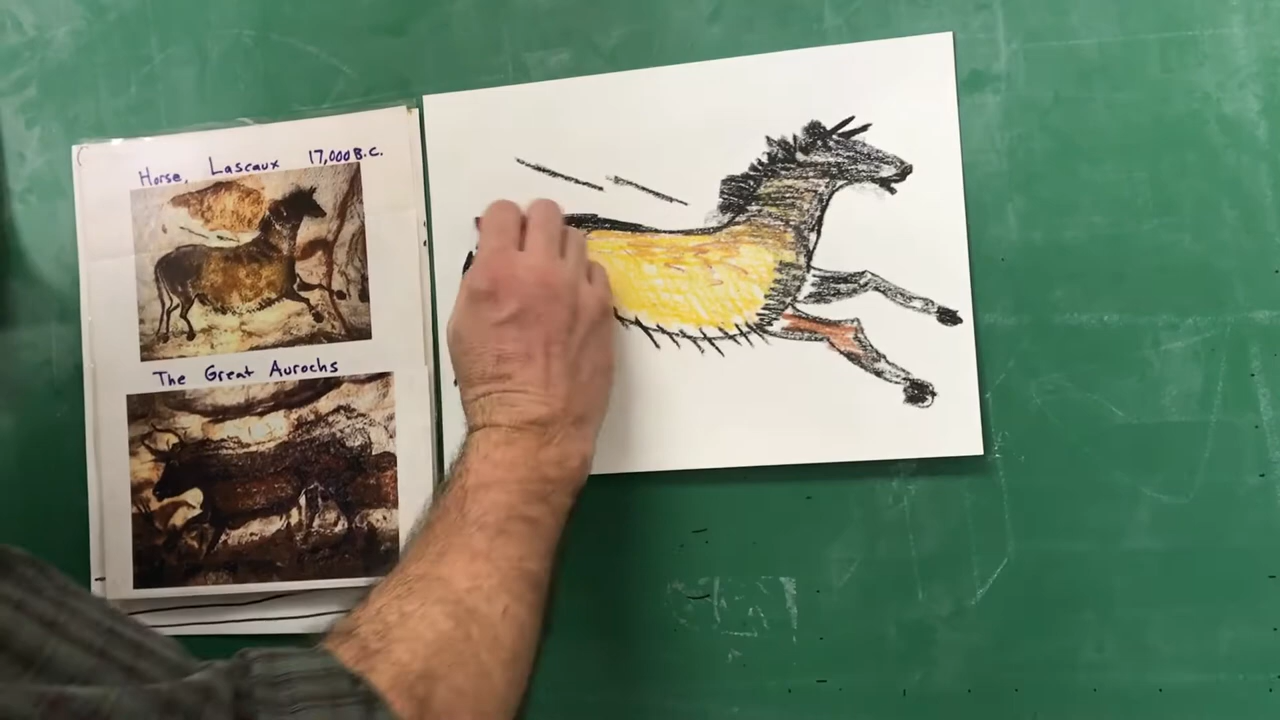 Horse, Lascaux 17,000 B.C.
The Great Aurochs